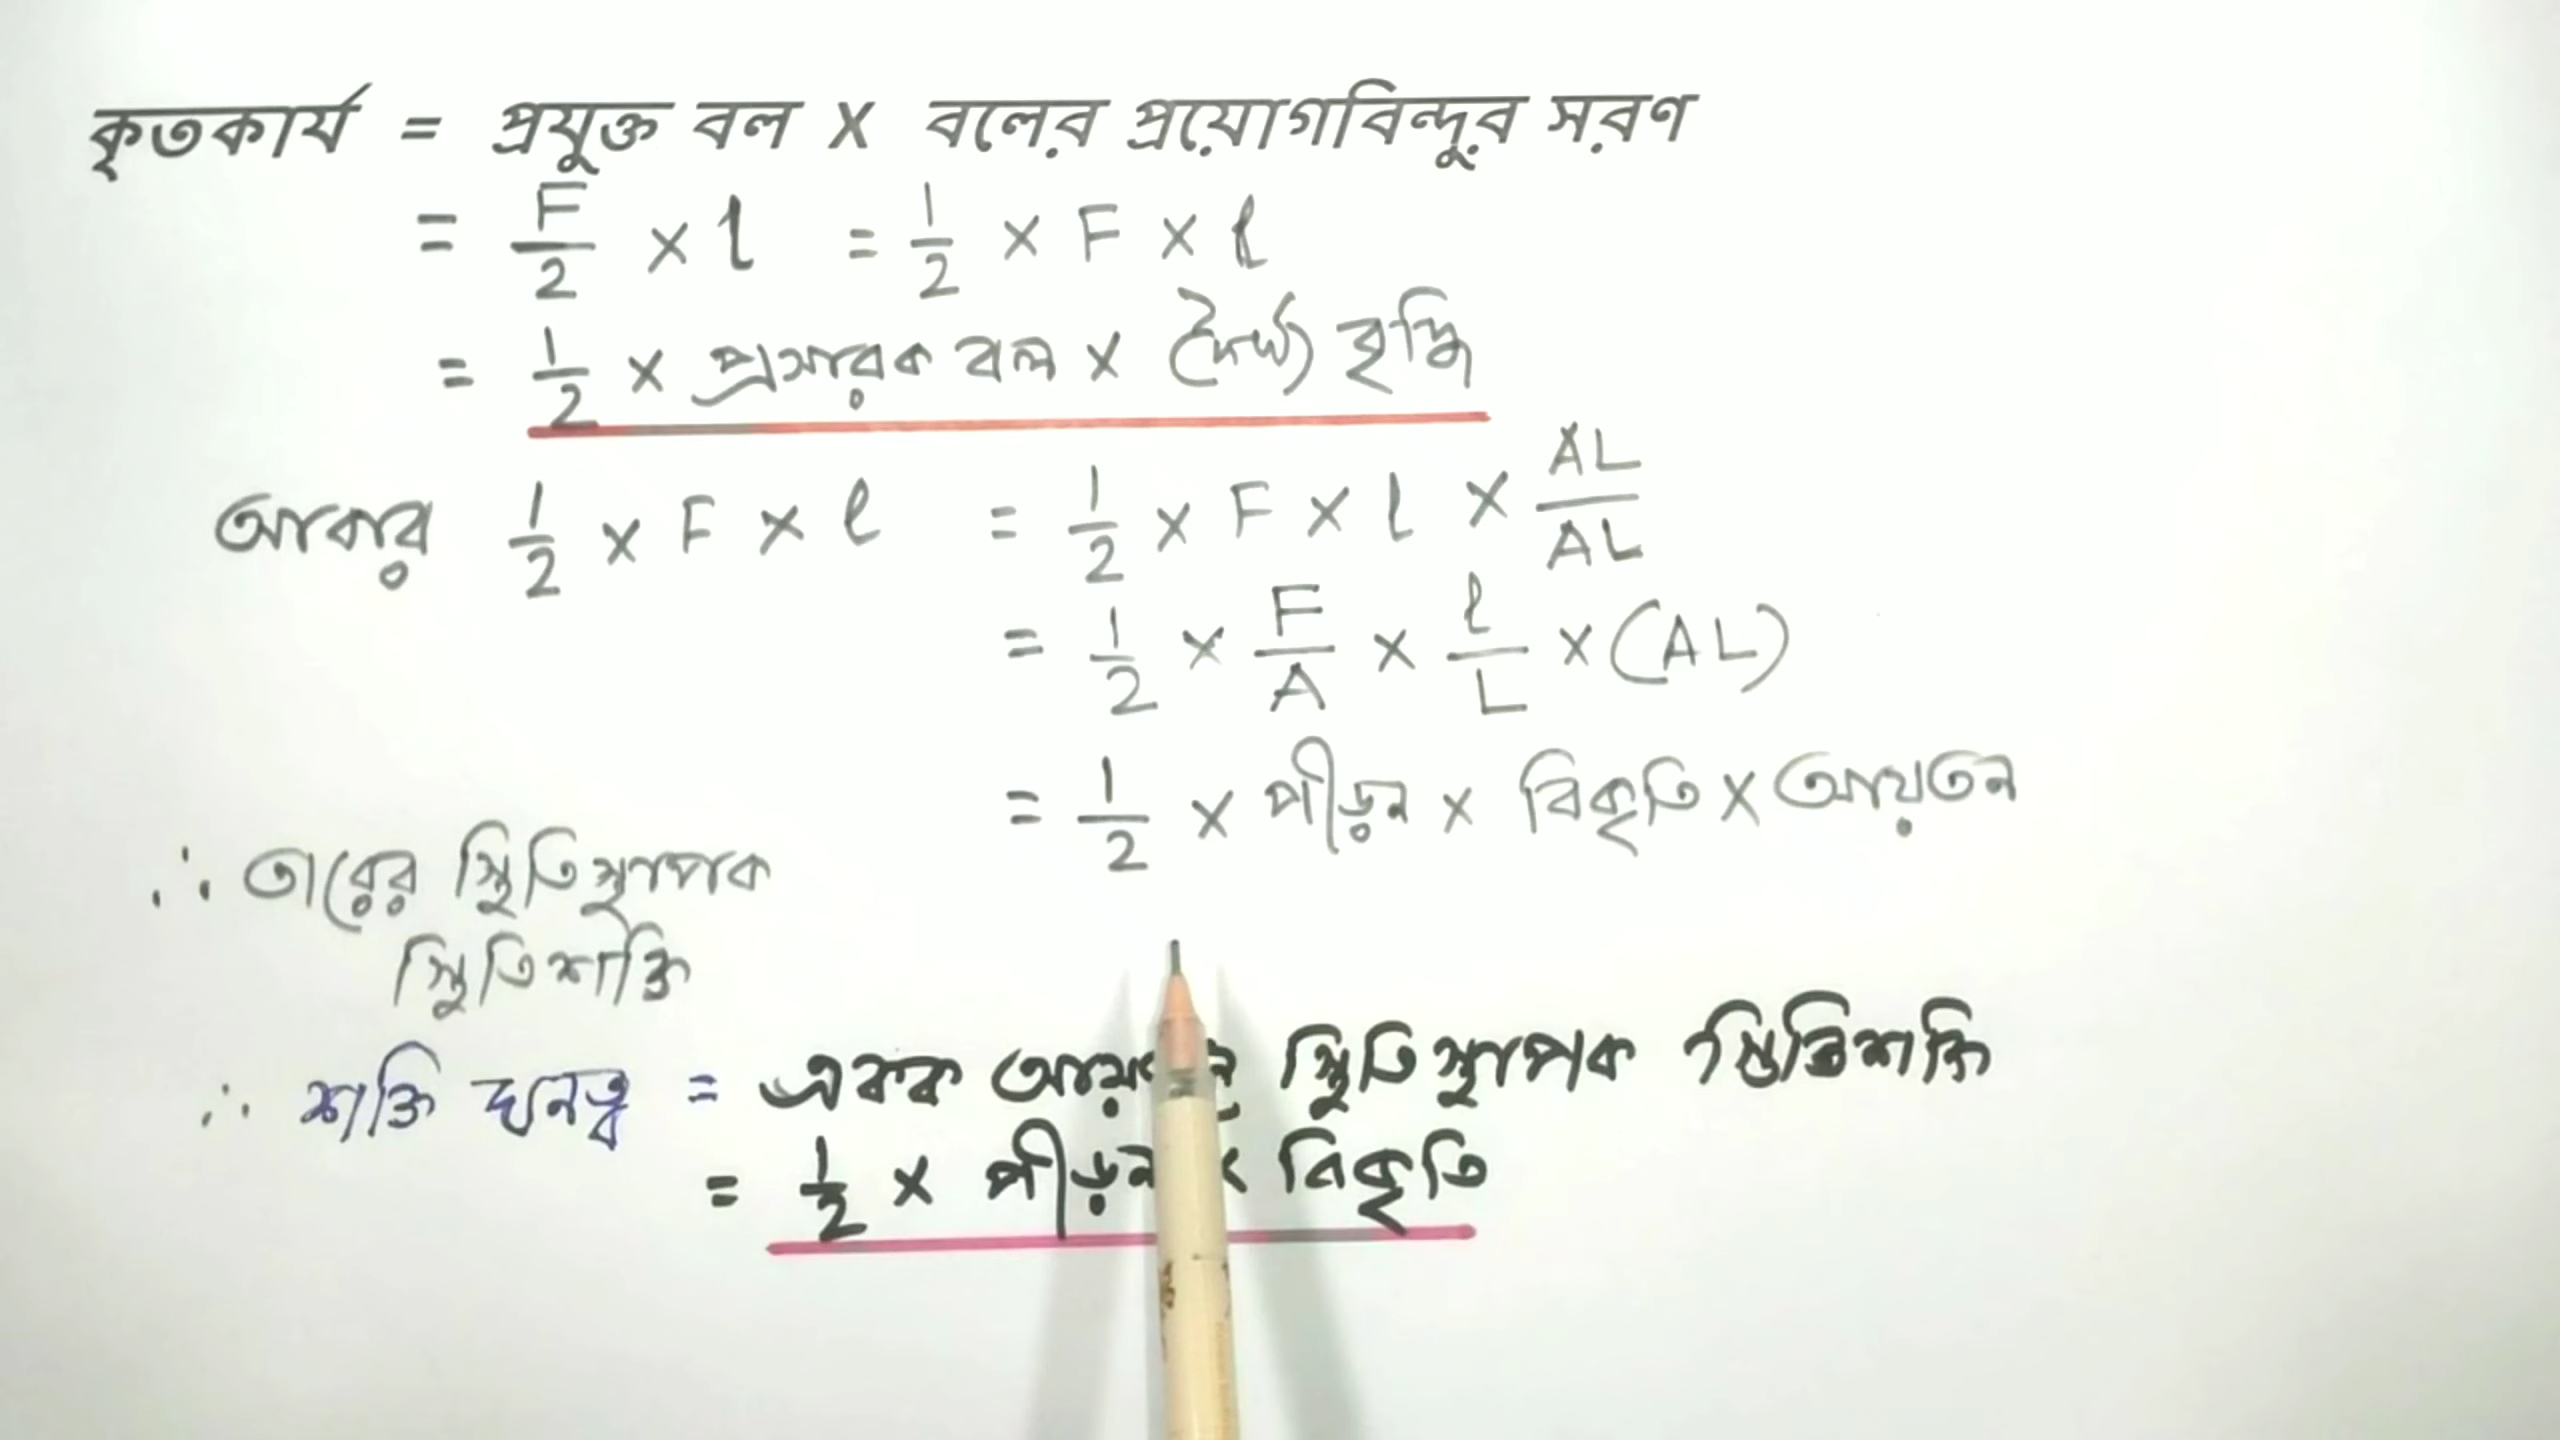 কৃতকার্য = প্রযুক্ত বল X বলের প্রয়োগবিন্দুর সরণ
= F/2 × l = 1/2 × F × l
= 1/2 × প্রসারক বল × দৈর্ঘ্য বৃদ্ধি
আবার 1/2 × F × l = 1/2 × F × l × AL/AL
= 1/2 × F/A × l/L × (AL)
= 1/2 × পীড়ন × বিকৃতি × আয়তন
∴ তারের স্থিতিস্থাপক
স্থিতিশক্তি
∴ শক্তি ঘনত্ব = একক স্থিতিস্থাপক স্থিতিশক্তি
= 1/2 × পীড়ন × বিকৃতি